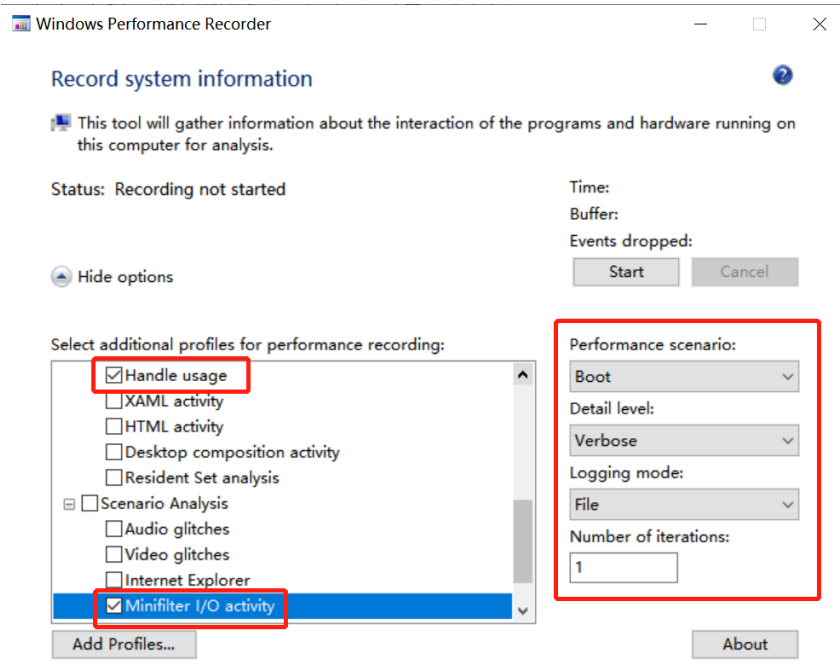 Windows Performance Recorder
Record system information
This tool will gather information about the interaction of the programs and hardware running on
this computer for analysis.
Status: Recording not started
Time:
Buffer:
Events dropped:
Start
Cancel
Hide options
Select additional profiles for performance recording:
Handle usage
XAML activity
HTML activity
Desktop composition activity
Resident Set analysis
Scenario Analysis
Audio glitches
Video glitches
Internet Explorer
Minifilter I/O activity
Add Profiles...
Performance scenario:
Boot
Detail level:
Verbose
Logging mode:
File
Number of iterations:
1
About